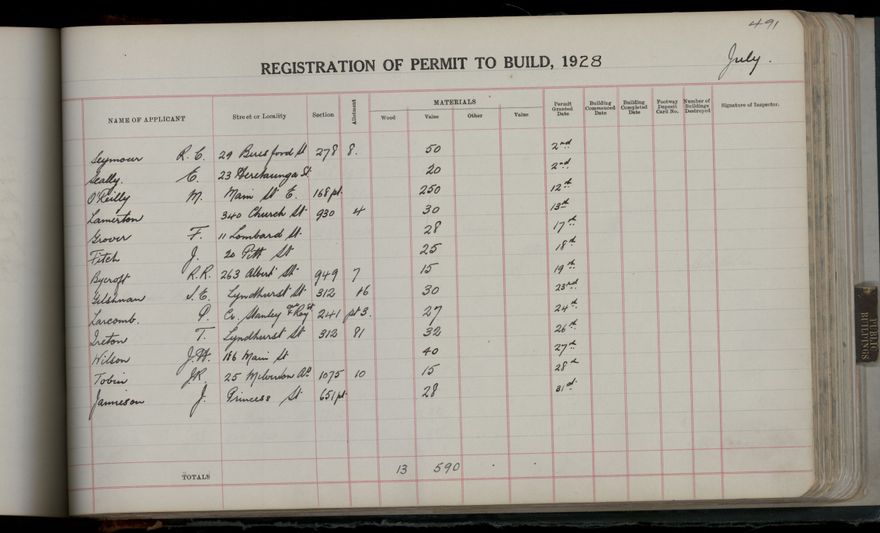 491
REGISTRATION OF PERMIT TO BUILD, 1928
July.
NAME OF APPLICANT Street or Locality Section Allotment MATERIALS Wood Value Other Value Permit Granted Date Building Commenced Date Building Completed Date Footway Deposit Card No. Number of Buildings Destroyed Signature of Inspector.
Seymour R. C. 29 Beresford St 278 8. 50 2nd
Scally. C. 23 Heretaunga St 20 2nd
O'Reilly M. Main St E. 168 pt. 250 12th
Lamerton 340 Church St 930 4 30 13th
Grover F. 11 Lombard St. 28 17th
Fitch J. 20 Pitt St 25 18th
Bycroft R.R. 263 Albert St 949 7 15 19th
Gilshnan S.E. Lyndhurst St 312 16 30 23rd
Larcomb. P. Cr. Stanley & Ray St 241 pt 3. 27 24th
Ireton T. Lyndhurst St 312 81 32 26th
Wilson J.W. 186 Main St 40 27th
Tobin J.R. 25 Milverton Av. 1075 10 15 28th
Jamieson J. Princess St 651 pt 28 31st
TOTALS 13 590 . .
PUBLIC
BUILDINGS